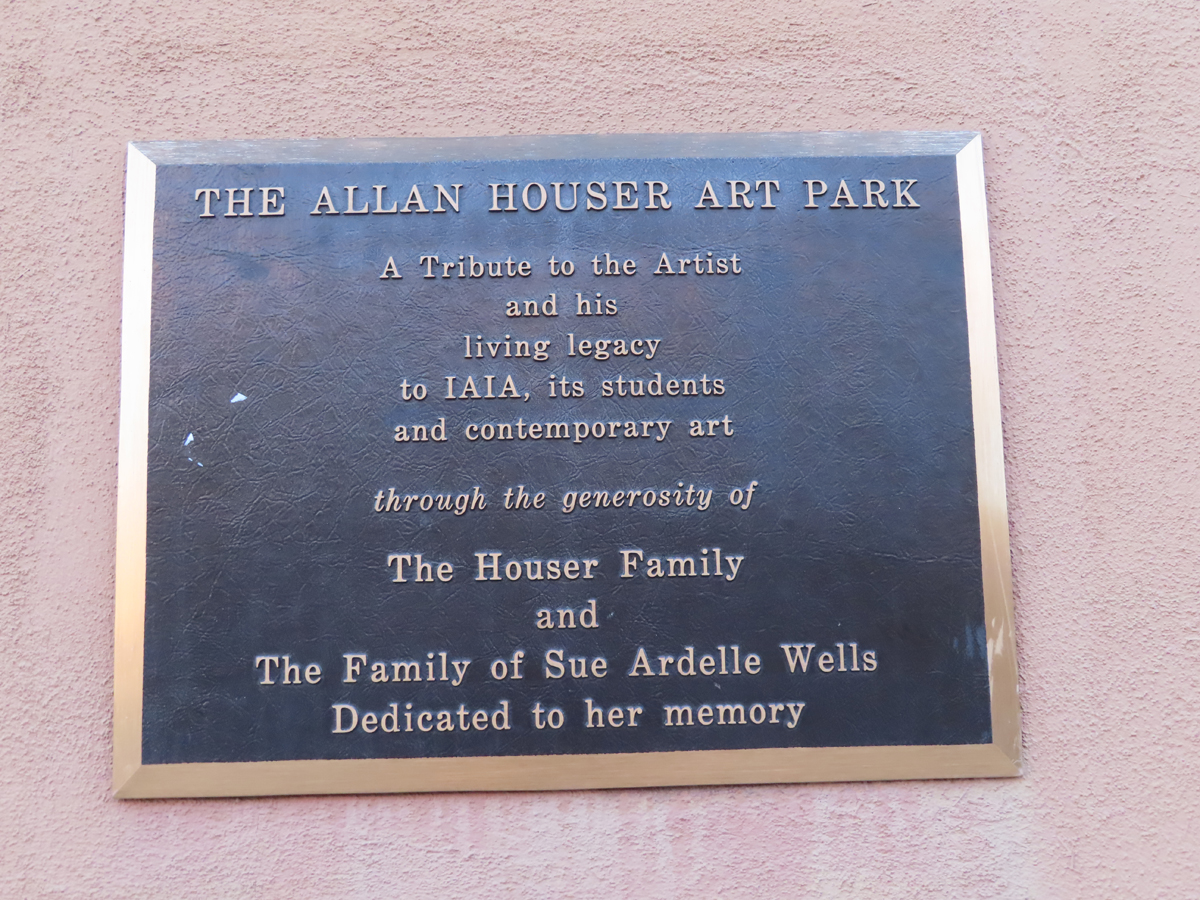 THE ALLAN HOUSER ART PARK
A Tribute to the Artist
and his
living legacy
to IAIA, its students
and contemporary art
through the generosity of
The Houser Family
and
The Family of Sue Ardelle Wells
Dedicated to her memory